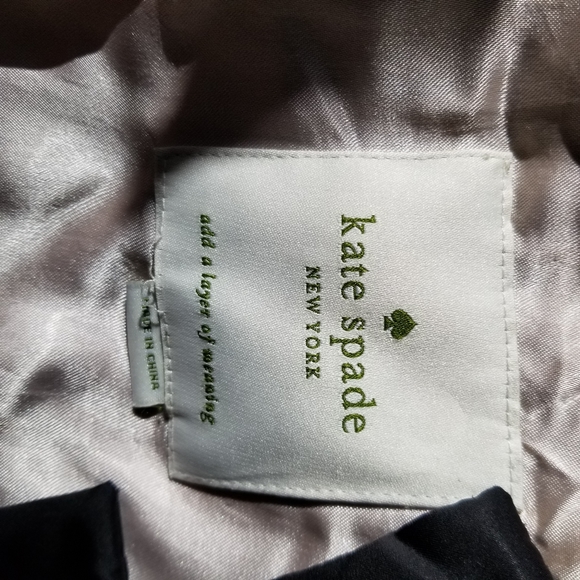 kate spade
NEW YORK
add a layer of meaning
MADE IN CHINA